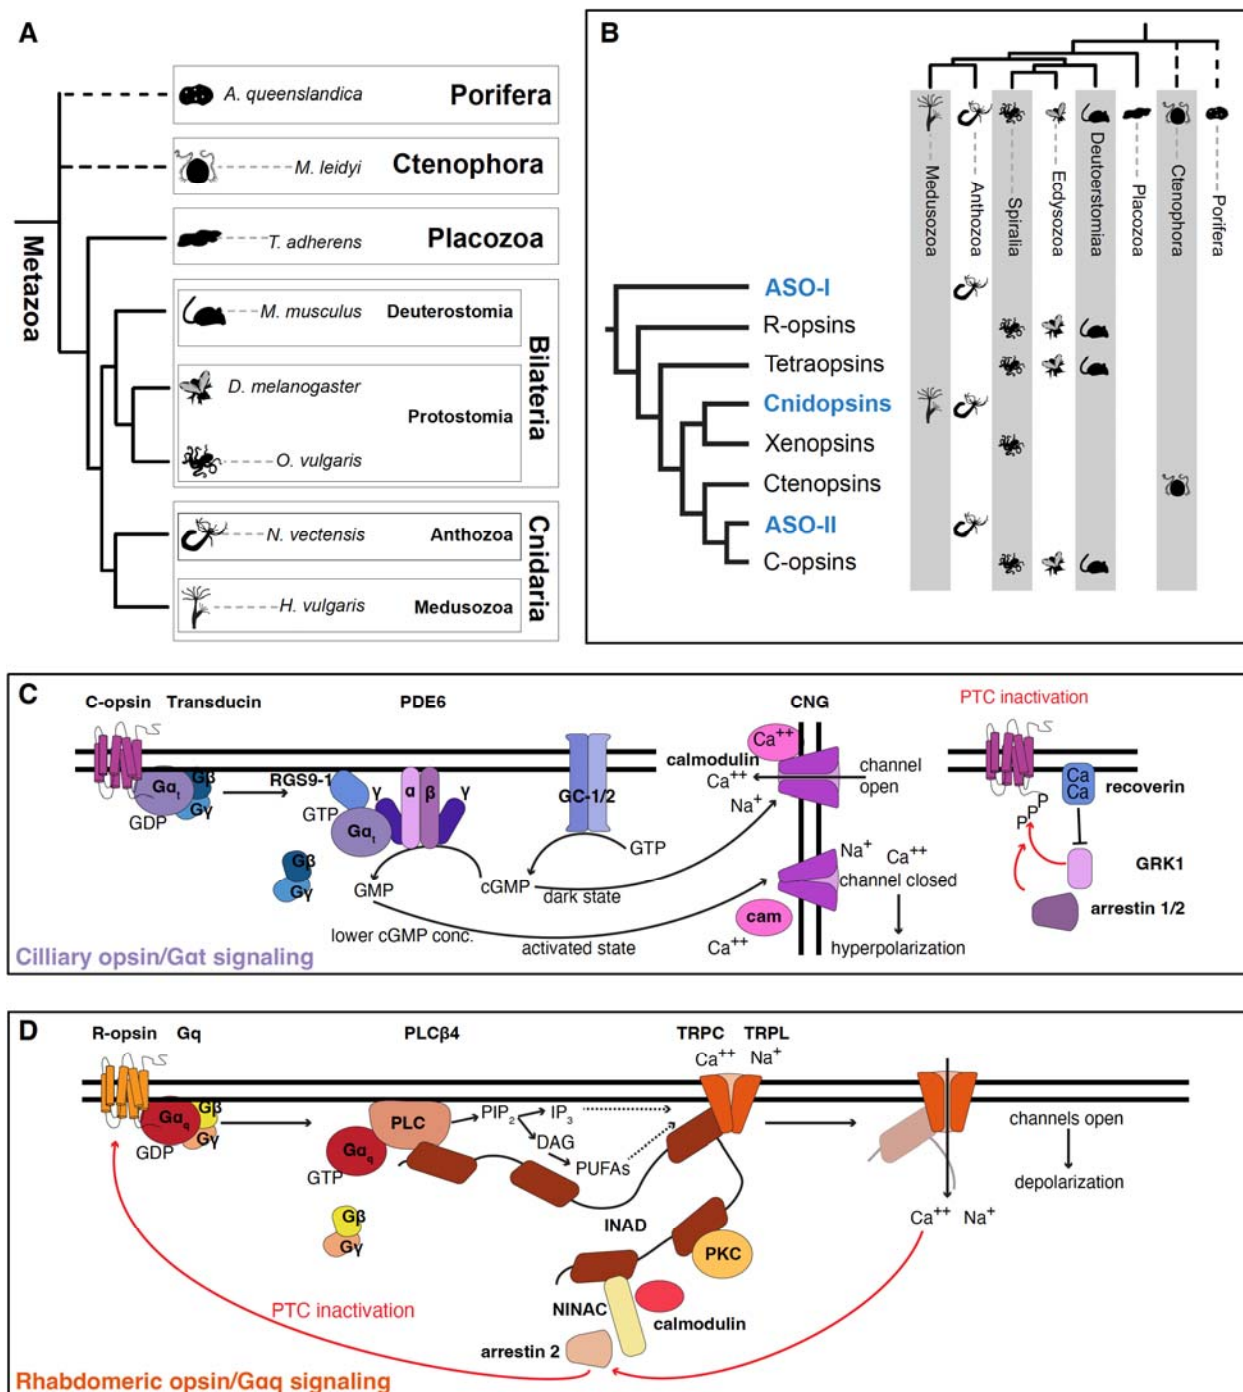 A
A. queenslandica
Porifera
M. leidyi
Ctenophora
T. adherens
Placozoa
Metazoa
M. musculus
Deuterostomia
D. melanogaster
Protostomia
O. vulgaris
Bilateria
N. vectensis
Anthozoa
H. vulgaris
Medusozoa
Cnidaria
B
Medusozoa
Anthozoa
Spiralia
Ecdysozoa
Deutoerstomiaa
Placozoa
Ctenophora
Porifera
ASO-I
R-opsins
Tetraopsins
Cnidopsins
Xenopsins
Ctenopsins
ASO-II
C-opsins
C
C-opsin Transducin PDE6 CNG PTC inactivation
Gαt
Gβ
Gγ
GDP
RGS9-1
GTP
Gαt
γ α β γ
Gβ
Gγ
GC-1/2
GTP
GMP
cGMP
dark state
lower cGMP conc.
activated state
Ca++
calmodulin
Ca++
Na+
channel
open
Na+ Ca++
channel closed
cam
Ca++
hyperpolarization
Ca
Ca
recoverin
P
P
P
GRK1
arrestin 1/2
Cilliary opsin/Gαt signaling
D
R-opsin Gq PLCβ4 TRPC TRPL
Ca++ Na+
Gαq
Gβ
Gγ
GDP
PLC
Gαq
GTP
Gβ
Gγ
PIP2
IP3
DAG
PUFAs
INAD
PKC
NINAC
calmodulin
arrestin 2
channels open
depolarization
Ca++ Na+
PTC inactivation
Rhabdomeric opsin/Gαq signaling